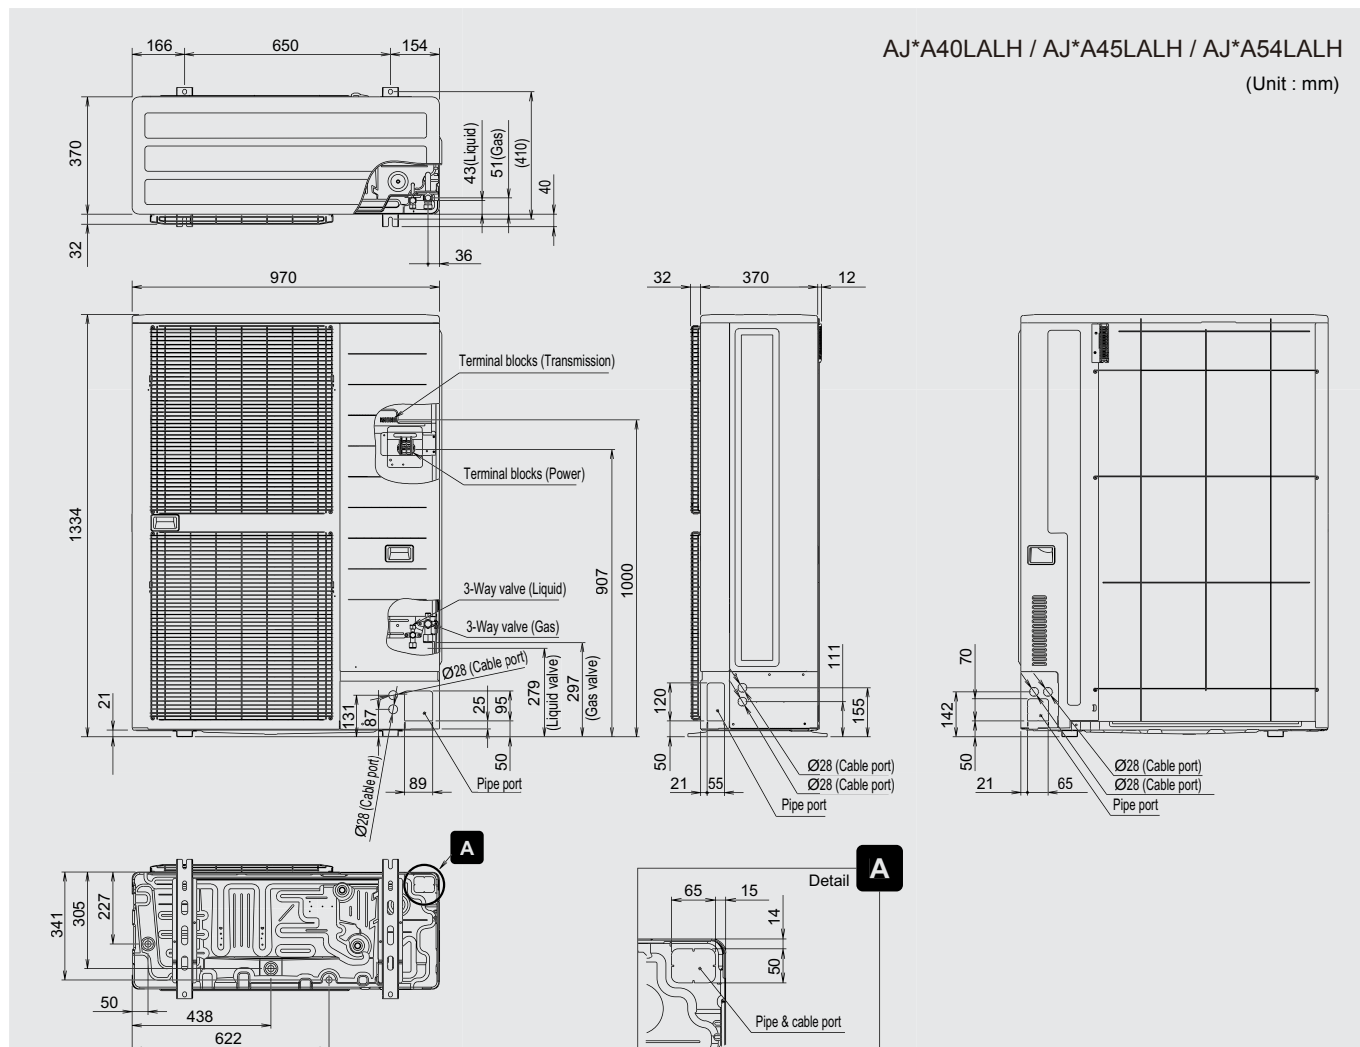 AJ*A40LALH / AJ*A45LALH / AJ*A54LALH
(Unit : mm)
166
650
154
370
32
43(Liquid)
51(Gas)
(410)
40
36
970
1334
21
Terminal blocks (Transmission)
Terminal blocks (Power)
3-Way valve (Liquid)
3-Way valve (Gas)
Ø28 (Cable port)
131
87
Ø28 (Cable port)
89
Pipe port
25
95
50
279
(Liquid valve)
297
(Gas valve)
907
1000
32
370
12
120
50
21
55
111
155
Ø28 (Cable port)
Ø28 (Cable port)
Pipe port
70
142
50
21
65
Ø28 (Cable port)
Ø28 (Cable port)
Pipe port
A
341
305
227
50
438
622
Detail A
65
15
14
50
Pipe & cable port